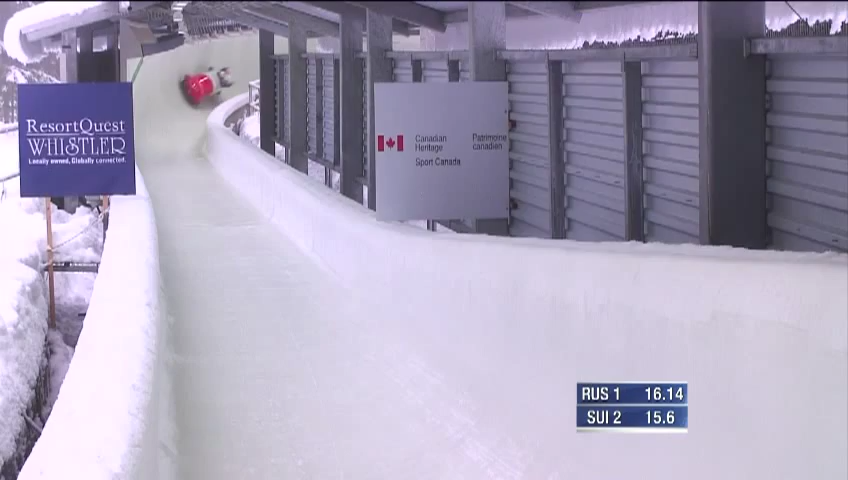 ResortQuest
WHISTLER
Locally owned, Globally connected.
Canadian
Heritage
Sport Canada
Patrimoine
canadien
RUS 1 16.14
SUI 2 15.6